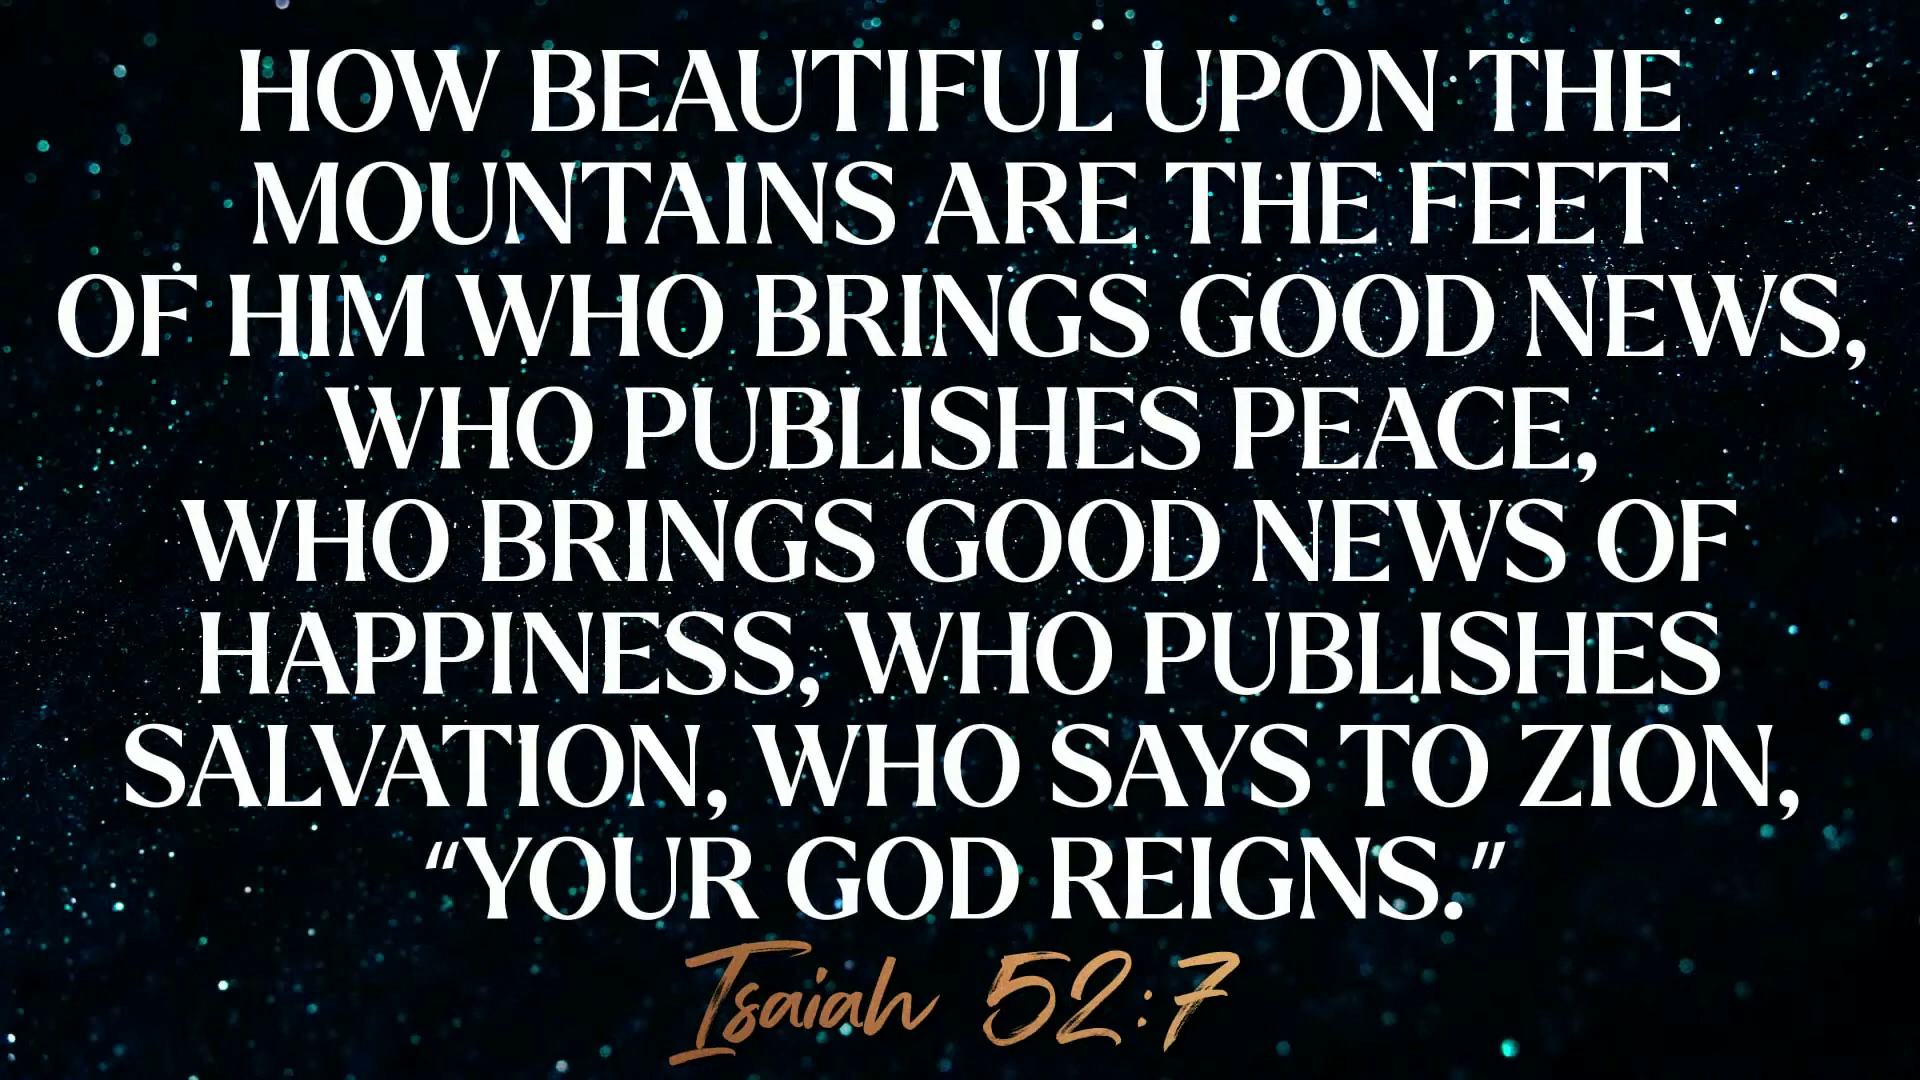 HOW BEAUTIFUL UPON THE
MOUNTAINS ARE THE FEET
OF HIM WHO BRINGS GOOD NEWS,
WHO PUBLISHES PEACE,
WHO BRINGS GOOD NEWS OF
HAPPINESS, WHO PUBLISHES
SALVATION, WHO SAYS TO ZION,
“YOUR GOD REIGNS.”
Isaiah 52:7